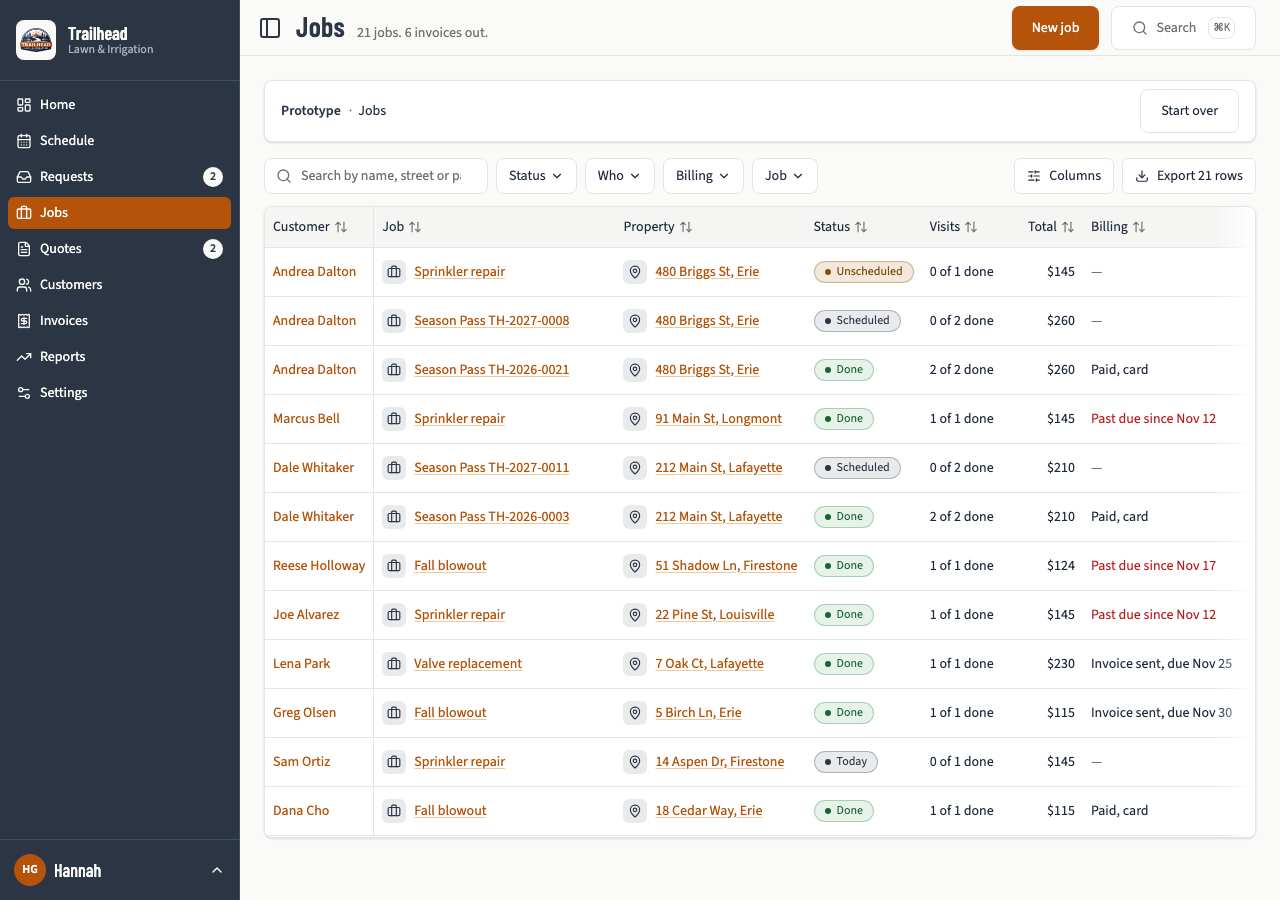 TRAILHEAD
Trailhead
Lawn & Irrigation
Home
Schedule
Requests 2
Jobs
Quotes 2
Customers
Invoices
Reports
Settings
HG Hannah
Jobs 21 jobs. 6 invoices out.
New job
Search ⌘K
Prototype · Jobs
Start over
Search by name, street or pa
Status Who Billing Job
Columns
Export 21 rows
Customer Job Property Status Visits Total Billing
Andrea Dalton Sprinkler repair 480 Briggs St, Erie Unscheduled 0 of 1 done $145 —
Andrea Dalton Season Pass TH-2027-0008 480 Briggs St, Erie Scheduled 0 of 2 done $260 —
Andrea Dalton Season Pass TH-2026-0021 480 Briggs St, Erie Done 2 of 2 done $260 Paid, card
Marcus Bell Sprinkler repair 91 Main St, Longmont Done 1 of 1 done $145 Past due since Nov 12
Dale Whitaker Season Pass TH-2027-0011 212 Main St, Lafayette Scheduled 0 of 2 done $210 —
Dale Whitaker Season Pass TH-2026-0003 212 Main St, Lafayette Done 2 of 2 done $210 Paid, card
Reese Holloway Fall blowout 51 Shadow Ln, Firestone Done 1 of 1 done $124 Past due since Nov 17
Joe Alvarez Sprinkler repair 22 Pine St, Louisville Done 1 of 1 done $145 Past due since Nov 12
Lena Park Valve replacement 7 Oak Ct, Lafayette Done 1 of 1 done $230 Invoice sent, due Nov 25
Greg Olsen Fall blowout 5 Birch Ln, Erie Done 1 of 1 done $115 Invoice sent, due Nov 30
Sam Ortiz Sprinkler repair 14 Aspen Dr, Firestone Today 0 of 1 done $145 —
Dana Cho Fall blowout 18 Cedar Way, Erie Done 1 of 1 done $115 Paid, card